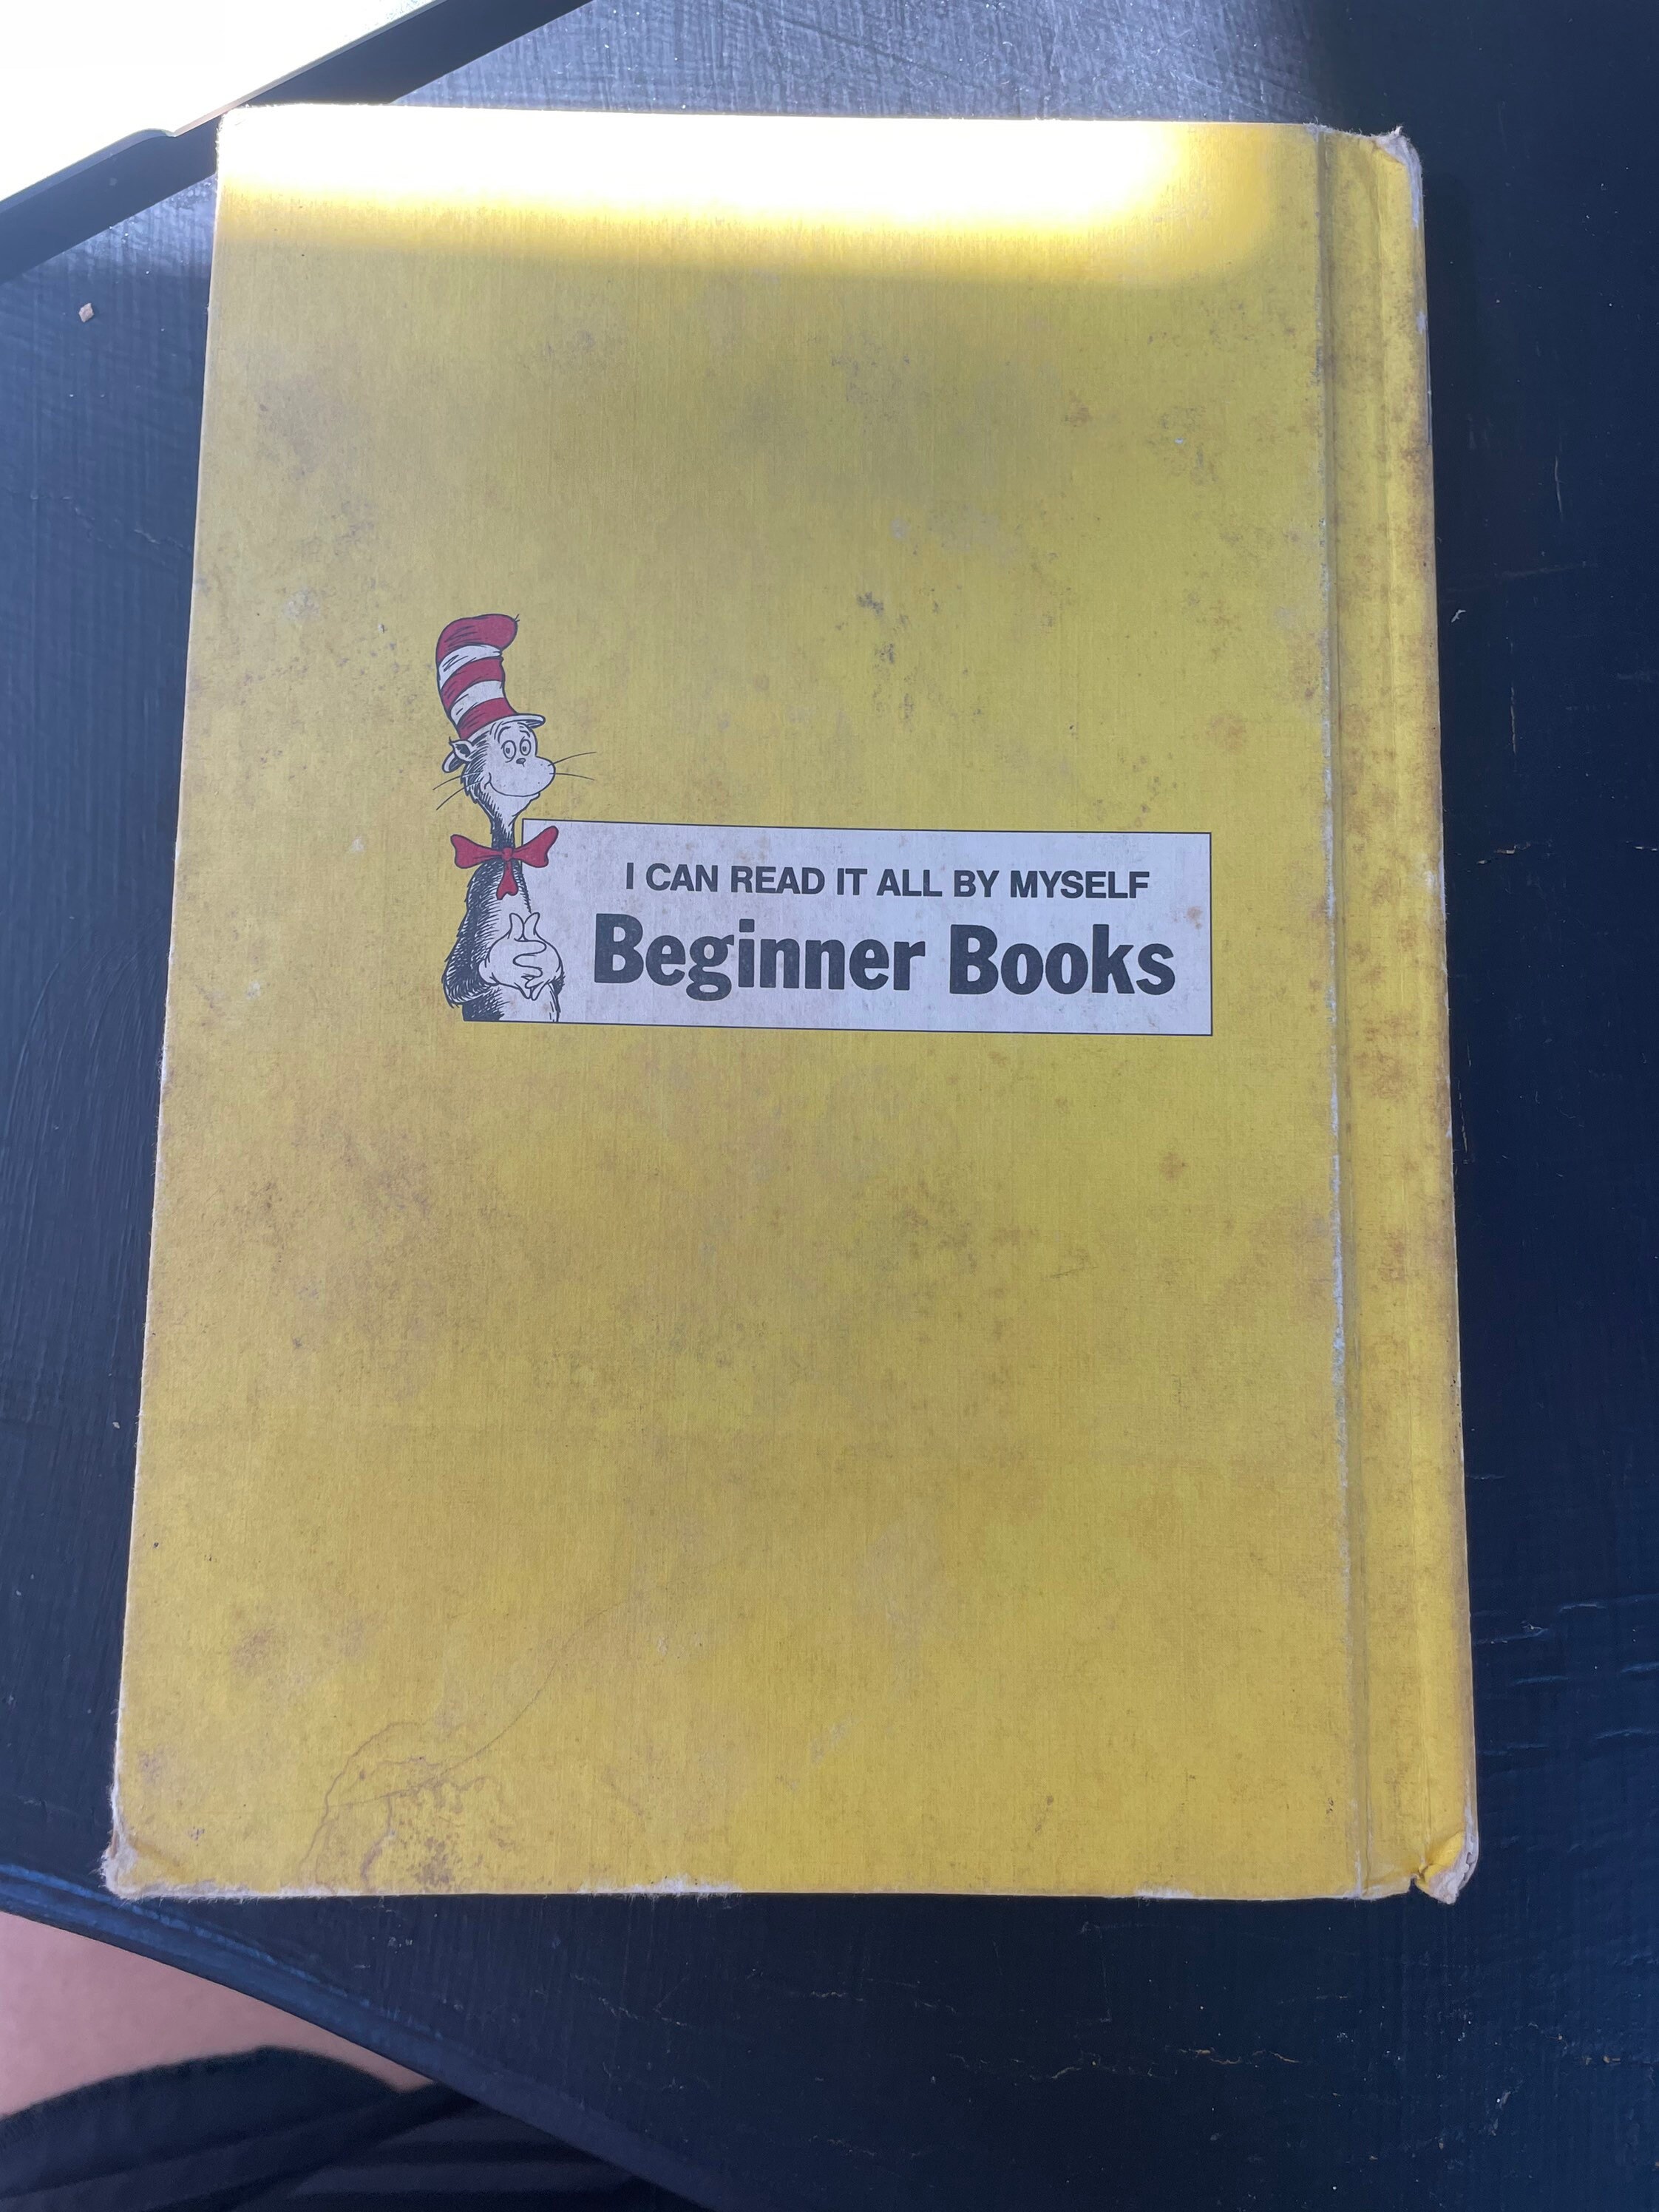 I CAN READ IT ALL BY MYSELF
Beginner Books